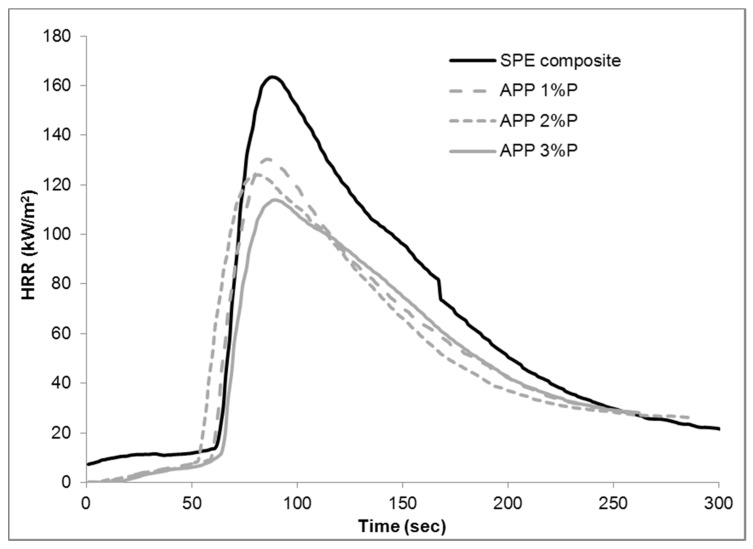 180
160
140
120
100
80
60
40
20
0
HRR (kW/m²)
SPE composite
APP 1%P
APP 2%P
APP 3%P
0 50 100 150 200 250 300
Time (sec)